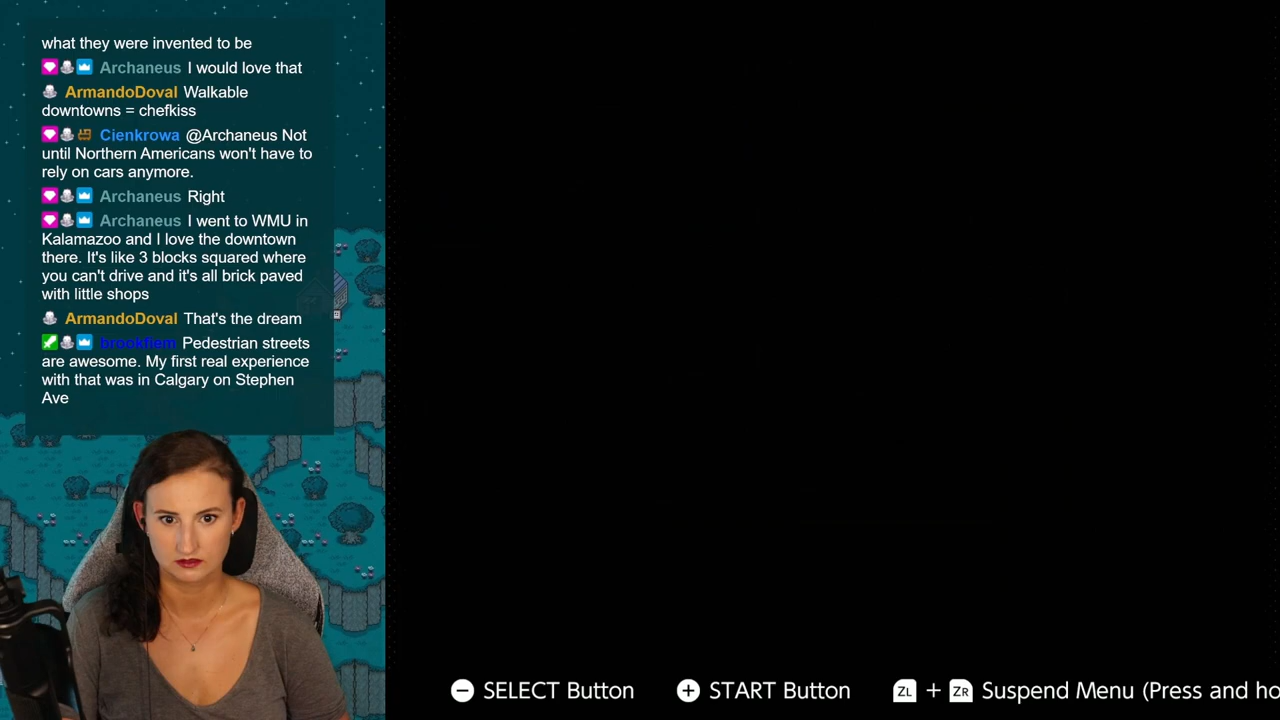 what they were invented to be
Archaneus I would love that
ArmandoDoval Walkable
downtowns = chefkiss
Cienkrowa @Archaneus Not
until Northern Americans won't have to
rely on cars anymore.
Archaneus Right
Archaneus I went to WMU in
Kalamazoo and I love the downtown
there. It's like 3 blocks squared where
you can't drive and it's all brick paved
with little shops
ArmandoDoval That's the dream
brookfiem Pedestrian streets
are awesome. My first real experience
with that was in Calgary on Stephen
Ave
SELECT Button + START Button ZL + ZR Suspend Menu (Press and ho